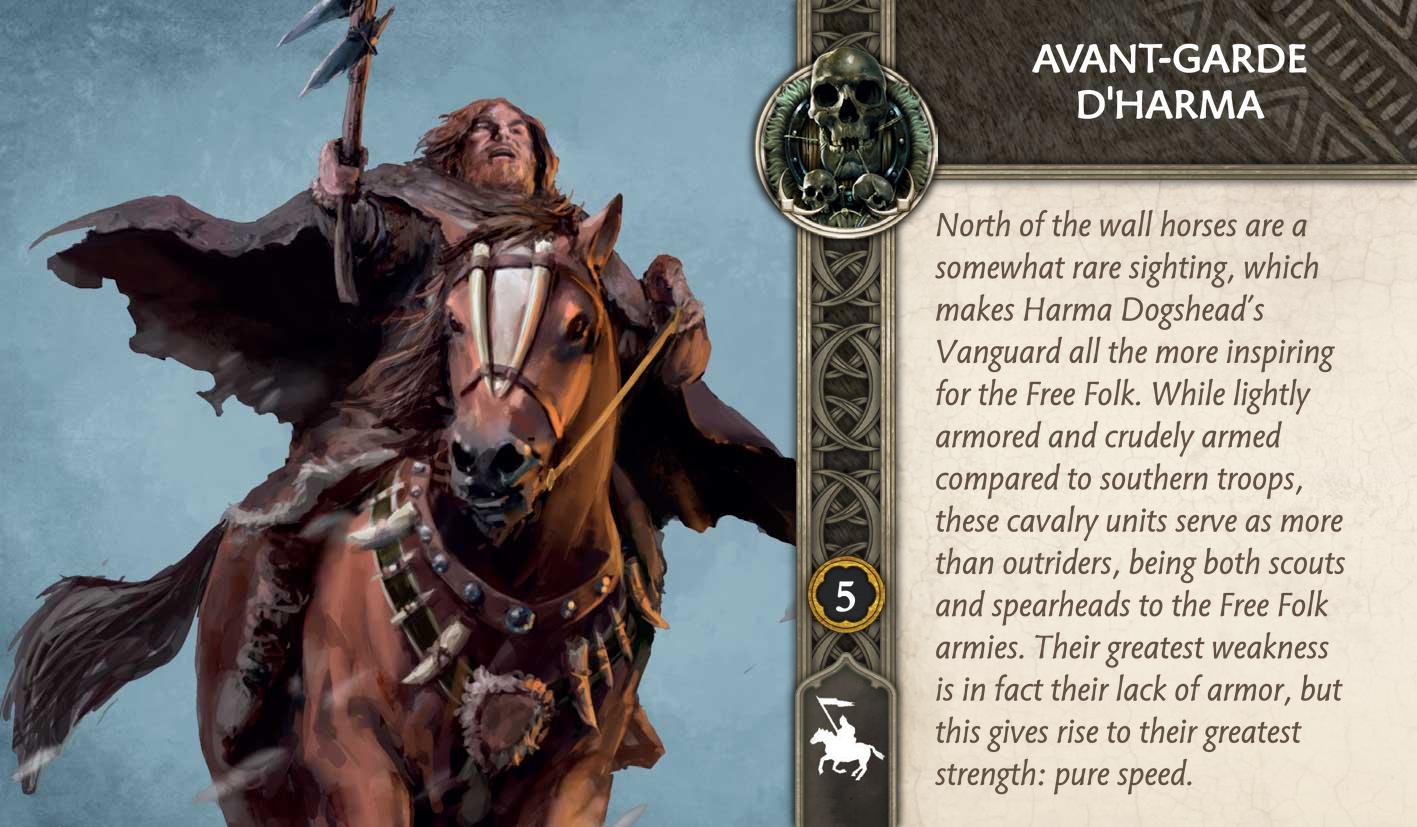 AVANT-GARDE
D'HARMA
North of the wall horses are a
somewhat rare sighting, which
makes Harma Dogshead’s
Vanguard all the more inspiring
for the Free Folk. While lightly
armored and crudely armed
compared to southern troops,
these cavalry units serve as more
than outriders, being both scouts
and spearheads to the Free Folk
armies. Their greatest weakness
is in fact their lack of armor, but
this gives rise to their greatest
strength: pure speed.
5